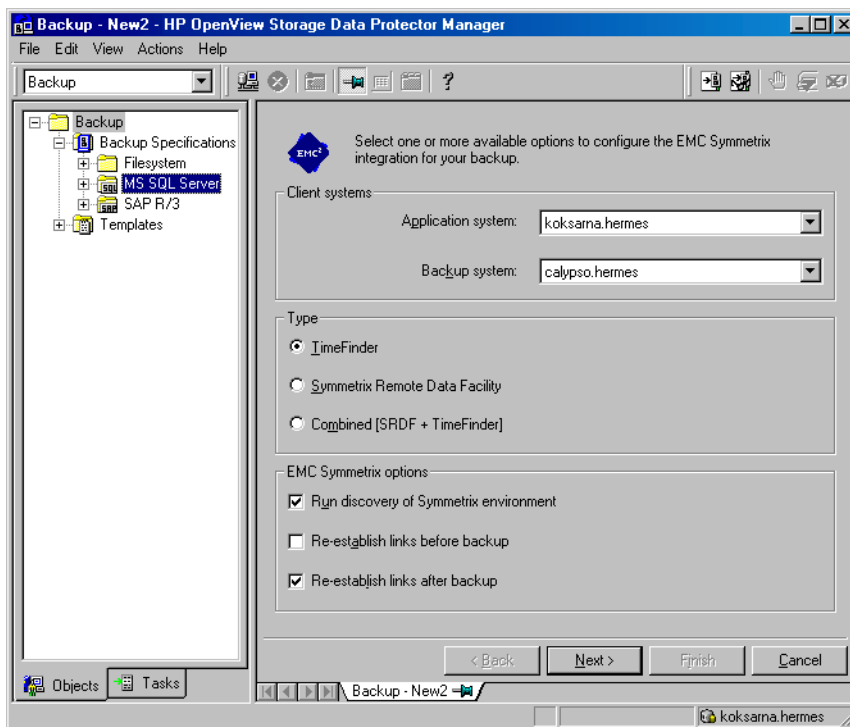 Backup - New2 - HP OpenView Storage Data Protector Manager
File Edit View Actions Help
Backup
?
Backup
Backup Specifications
Filesystem
SQL MS SQL Server
SAP SAP R/3
Templates
EMC²
Select one or more available options to configure the EMC Symmetrix
integration for your backup.
Client systems
Application system: koksarna.hermes
Backup system: calypso.hermes
Type
TimeFinder
Symmetrix Remote Data Facility
Combined [SRDF + TimeFinder]
EMC Symmetrix options
Run discovery of Symmetrix environment
Re-establish links before backup
Re-establish links after backup
< Back Next > Finish Cancel
Objects Tasks
Backup - New2
koksarna.hermes